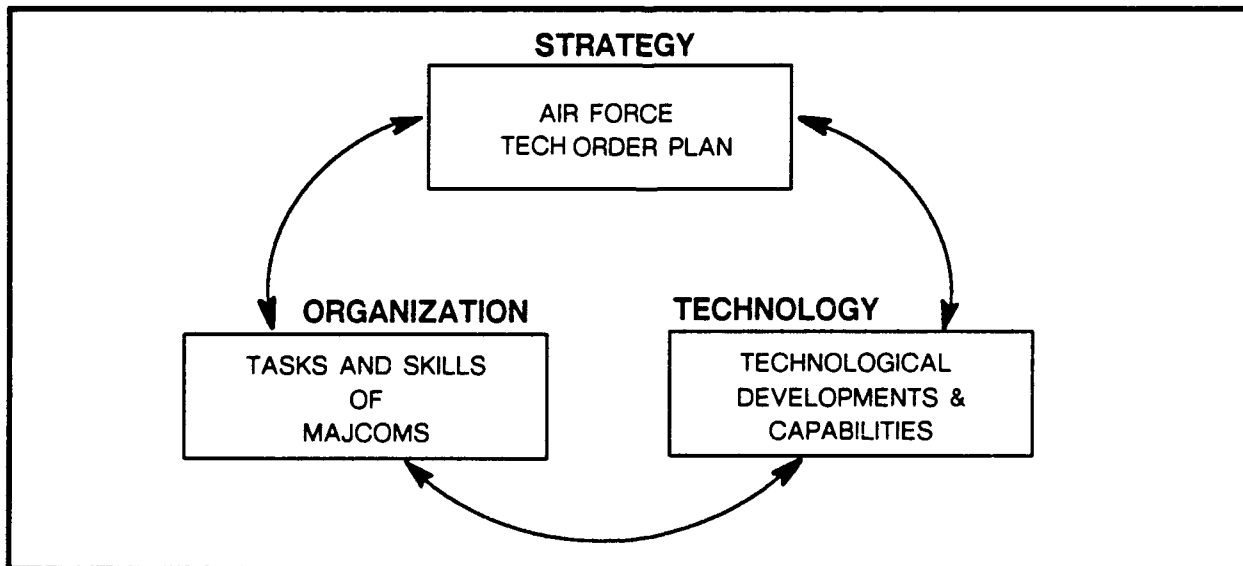 STRATEGY
AIR FORCE
TECH ORDER PLAN
ORGANIZATION
TASKS AND SKILLS
OF
MAJCOMS
TECHNOLOGY
TECHNOLOGICAL
DEVELOPMENTS &
CAPABILITIES